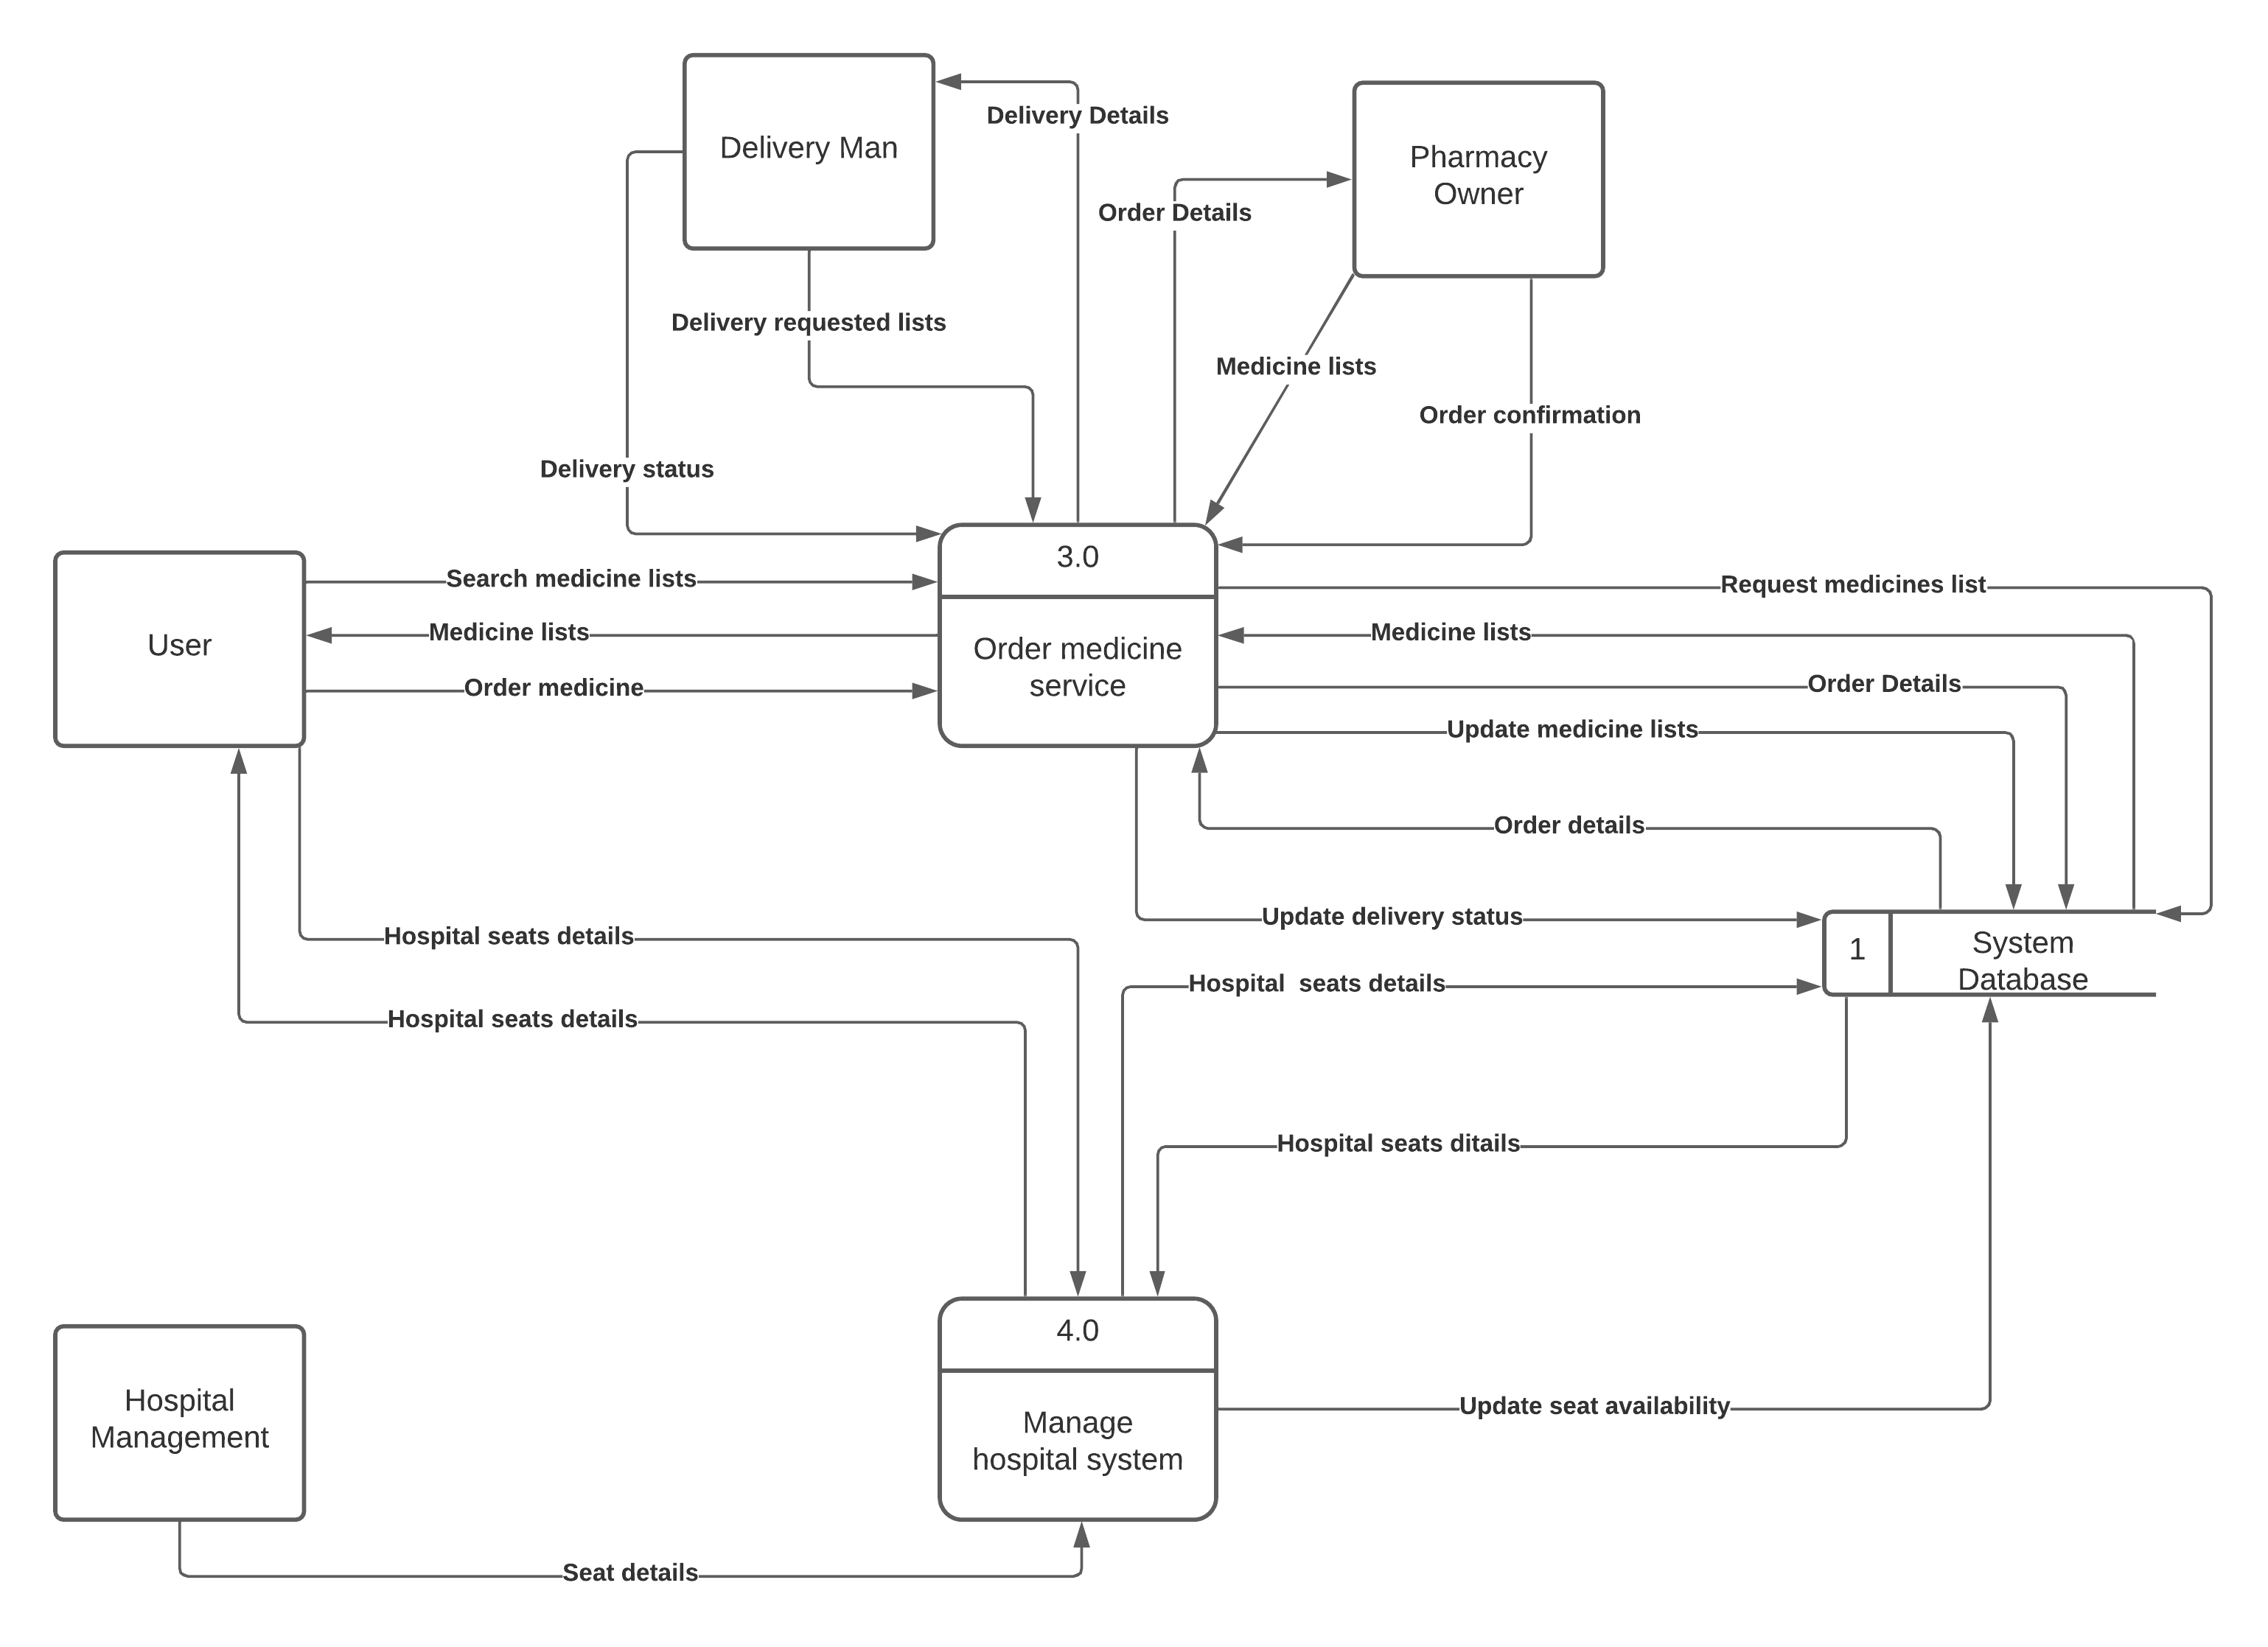 Delivery Details
Delivery Man
Pharmacy
Owner
Order Details
Delivery requested lists
Medicine lists
Order confirmation
Delivery status
3.0
Search medicine lists
Request medicines list
User
Medicine lists
Order medicine
service
Medicine lists
Order medicine
Order Details
Update medicine lists
Order details
Update delivery status
Hospital seats details
1
System
Database
Hospital  seats details
Hospital seats details
Hospital seats ditails
4.0
Hospital
Management
Manage
hospital system
Update seat availability
Seat details